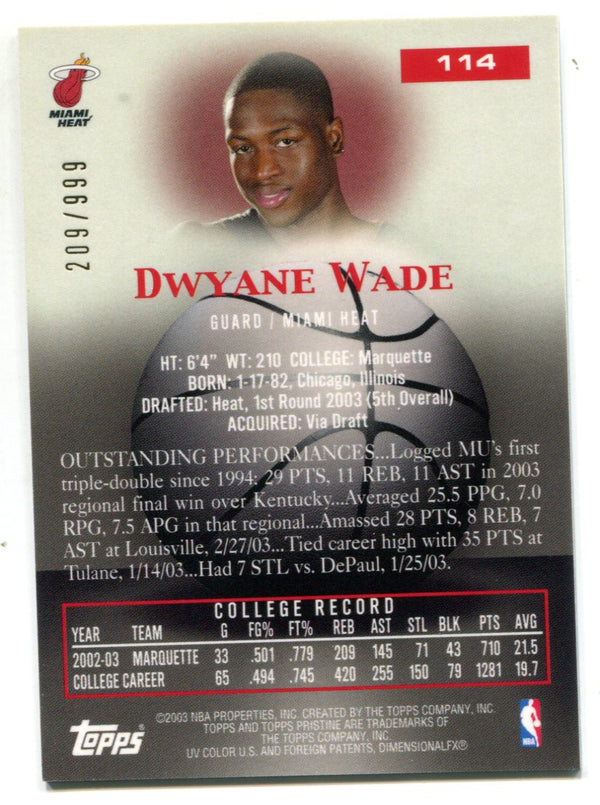 114
MIAMI
HEAT
209/999
DWYANE WADE
GUARD / MIAMI HEAT
HT: 6'4" WT: 210 COLLEGE: Marquette
BORN: 1-17-82, Chicago, Illinois
DRAFTED: Heat, 1st Round 2003 (5th Overall)
ACQUIRED: Via Draft
OUTSTANDING PERFORMANCES...Logged MU's first
triple-double since 1994: 29 PTS, 11 REB, 11 AST in 2003
regional final win over Kentucky...Averaged 25.5 PPG, 7.0
RPG, 7.5 APG in that regional...Amassed 28 PTS, 8 REB, 7
AST at Louisville, 2/27/03...Tied career high with 35 PTS at
Tulane, 1/14/03...Had 7 STL vs. DePaul, 1/25/03.
COLLEGE RECORD
YEAR TEAM G FG% FT% REB AST STL BLK PTS AVG
2002-03 MARQUETTE 33 .501 .779 209 145 71 43 710 21.5
COLLEGE CAREER 65 .494 .745 420 255 150 79 1281 19.7
©2003 NBA PROPERTIES, INC. CREATED BY THE TOPPS COMPANY, INC.
TOPPS AND TOPPS PRISTINE ARE TRADEMARKS OF
THE TOPPS COMPANY, INC.
UV COLOR U.S. AND FOREIGN PATENTS, DIMENSIONALFX®
TOPPS
NBA